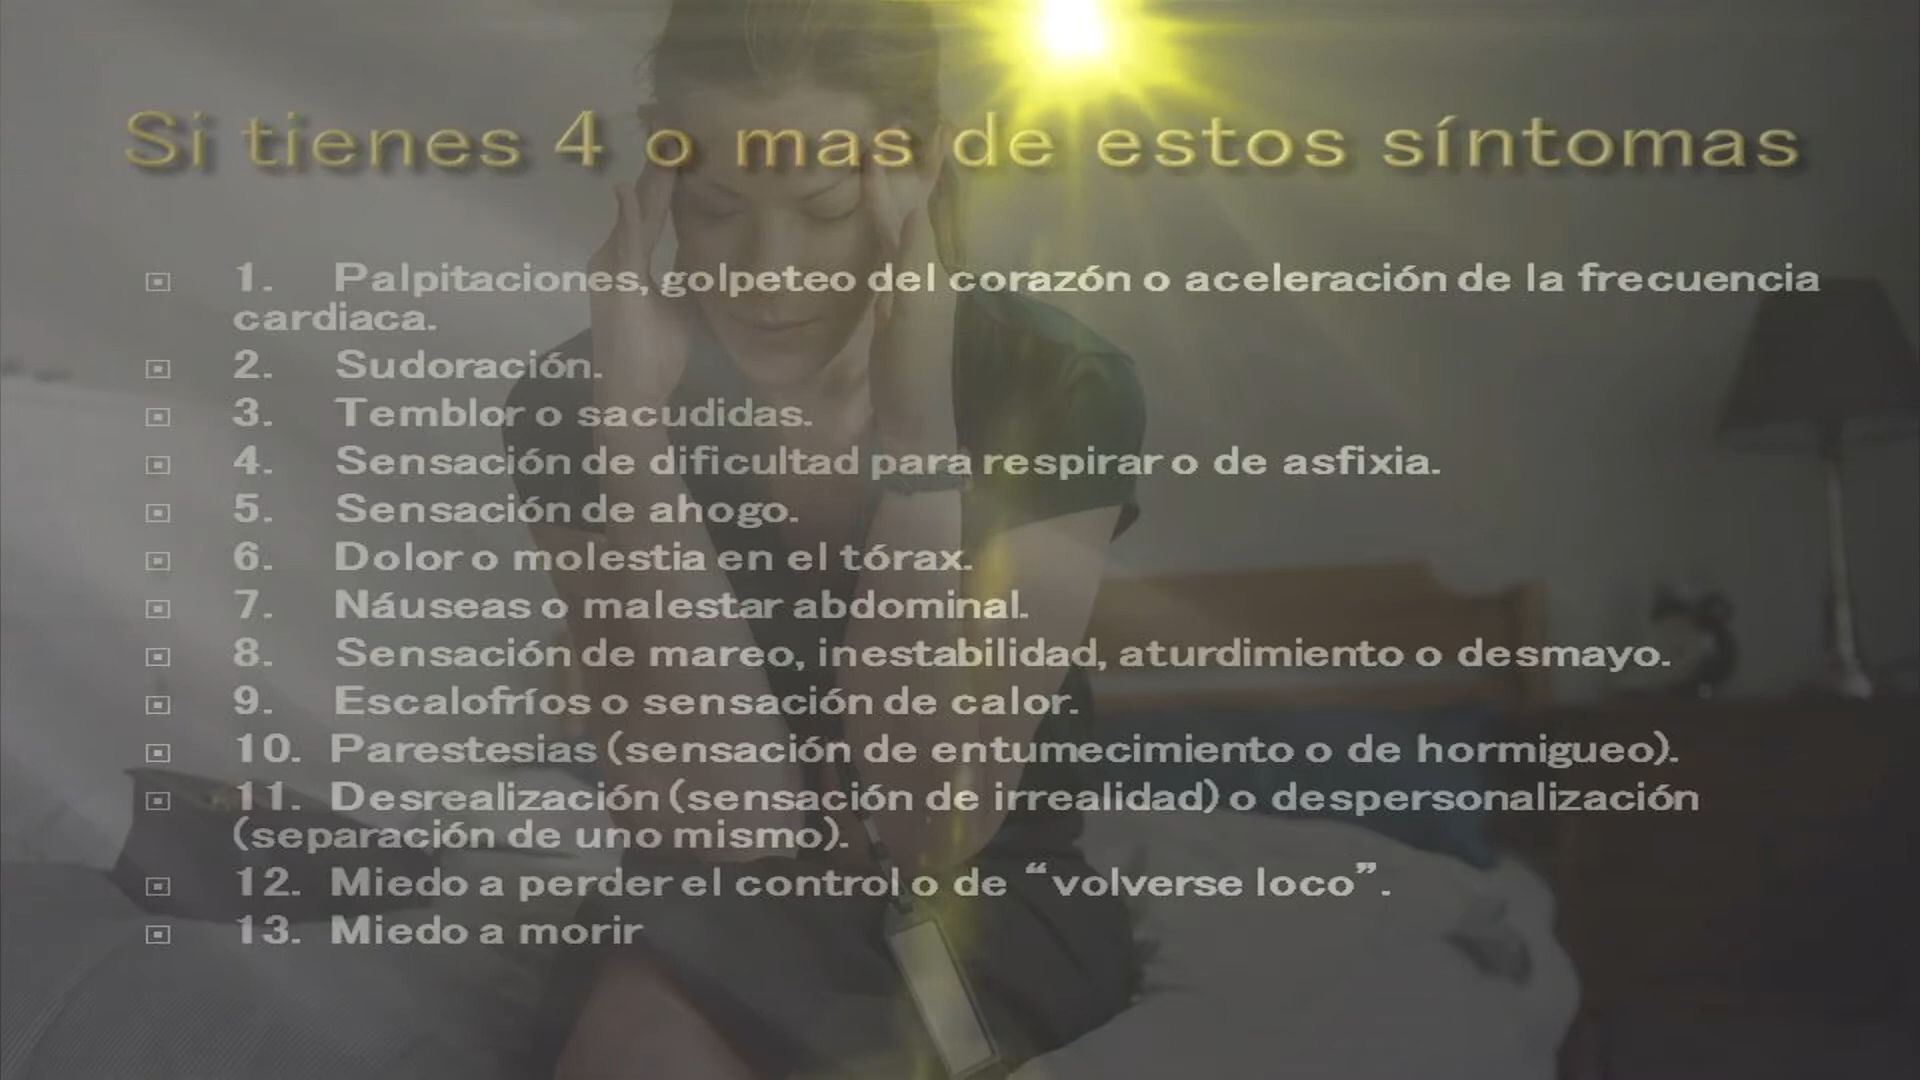 Si tienes 4 o mas de estos síntomas
1. Palpitaciones, golpeteo del corazón o aceleración de la frecuencia
cardiaca.
2. Sudoración.
3. Temblor o sacudidas.
4. Sensación de dificultad para respirar o de asfixia.
5. Sensación de ahogo.
6. Dolor o molestia en el tórax.
7. Náuseas o malestar abdominal.
8. Sensación de mareo, inestabilidad, aturdimiento o desmayo.
9. Escalofríos o sensación de calor.
10. Parestesias (sensación de entumecimiento o de hormigueo).
11. Desrealización (sensación de irrealidad) o despersonalización
(separación de uno mismo).
12. Miedo a perder el control o de “volverse loco”.
13. Miedo a morir